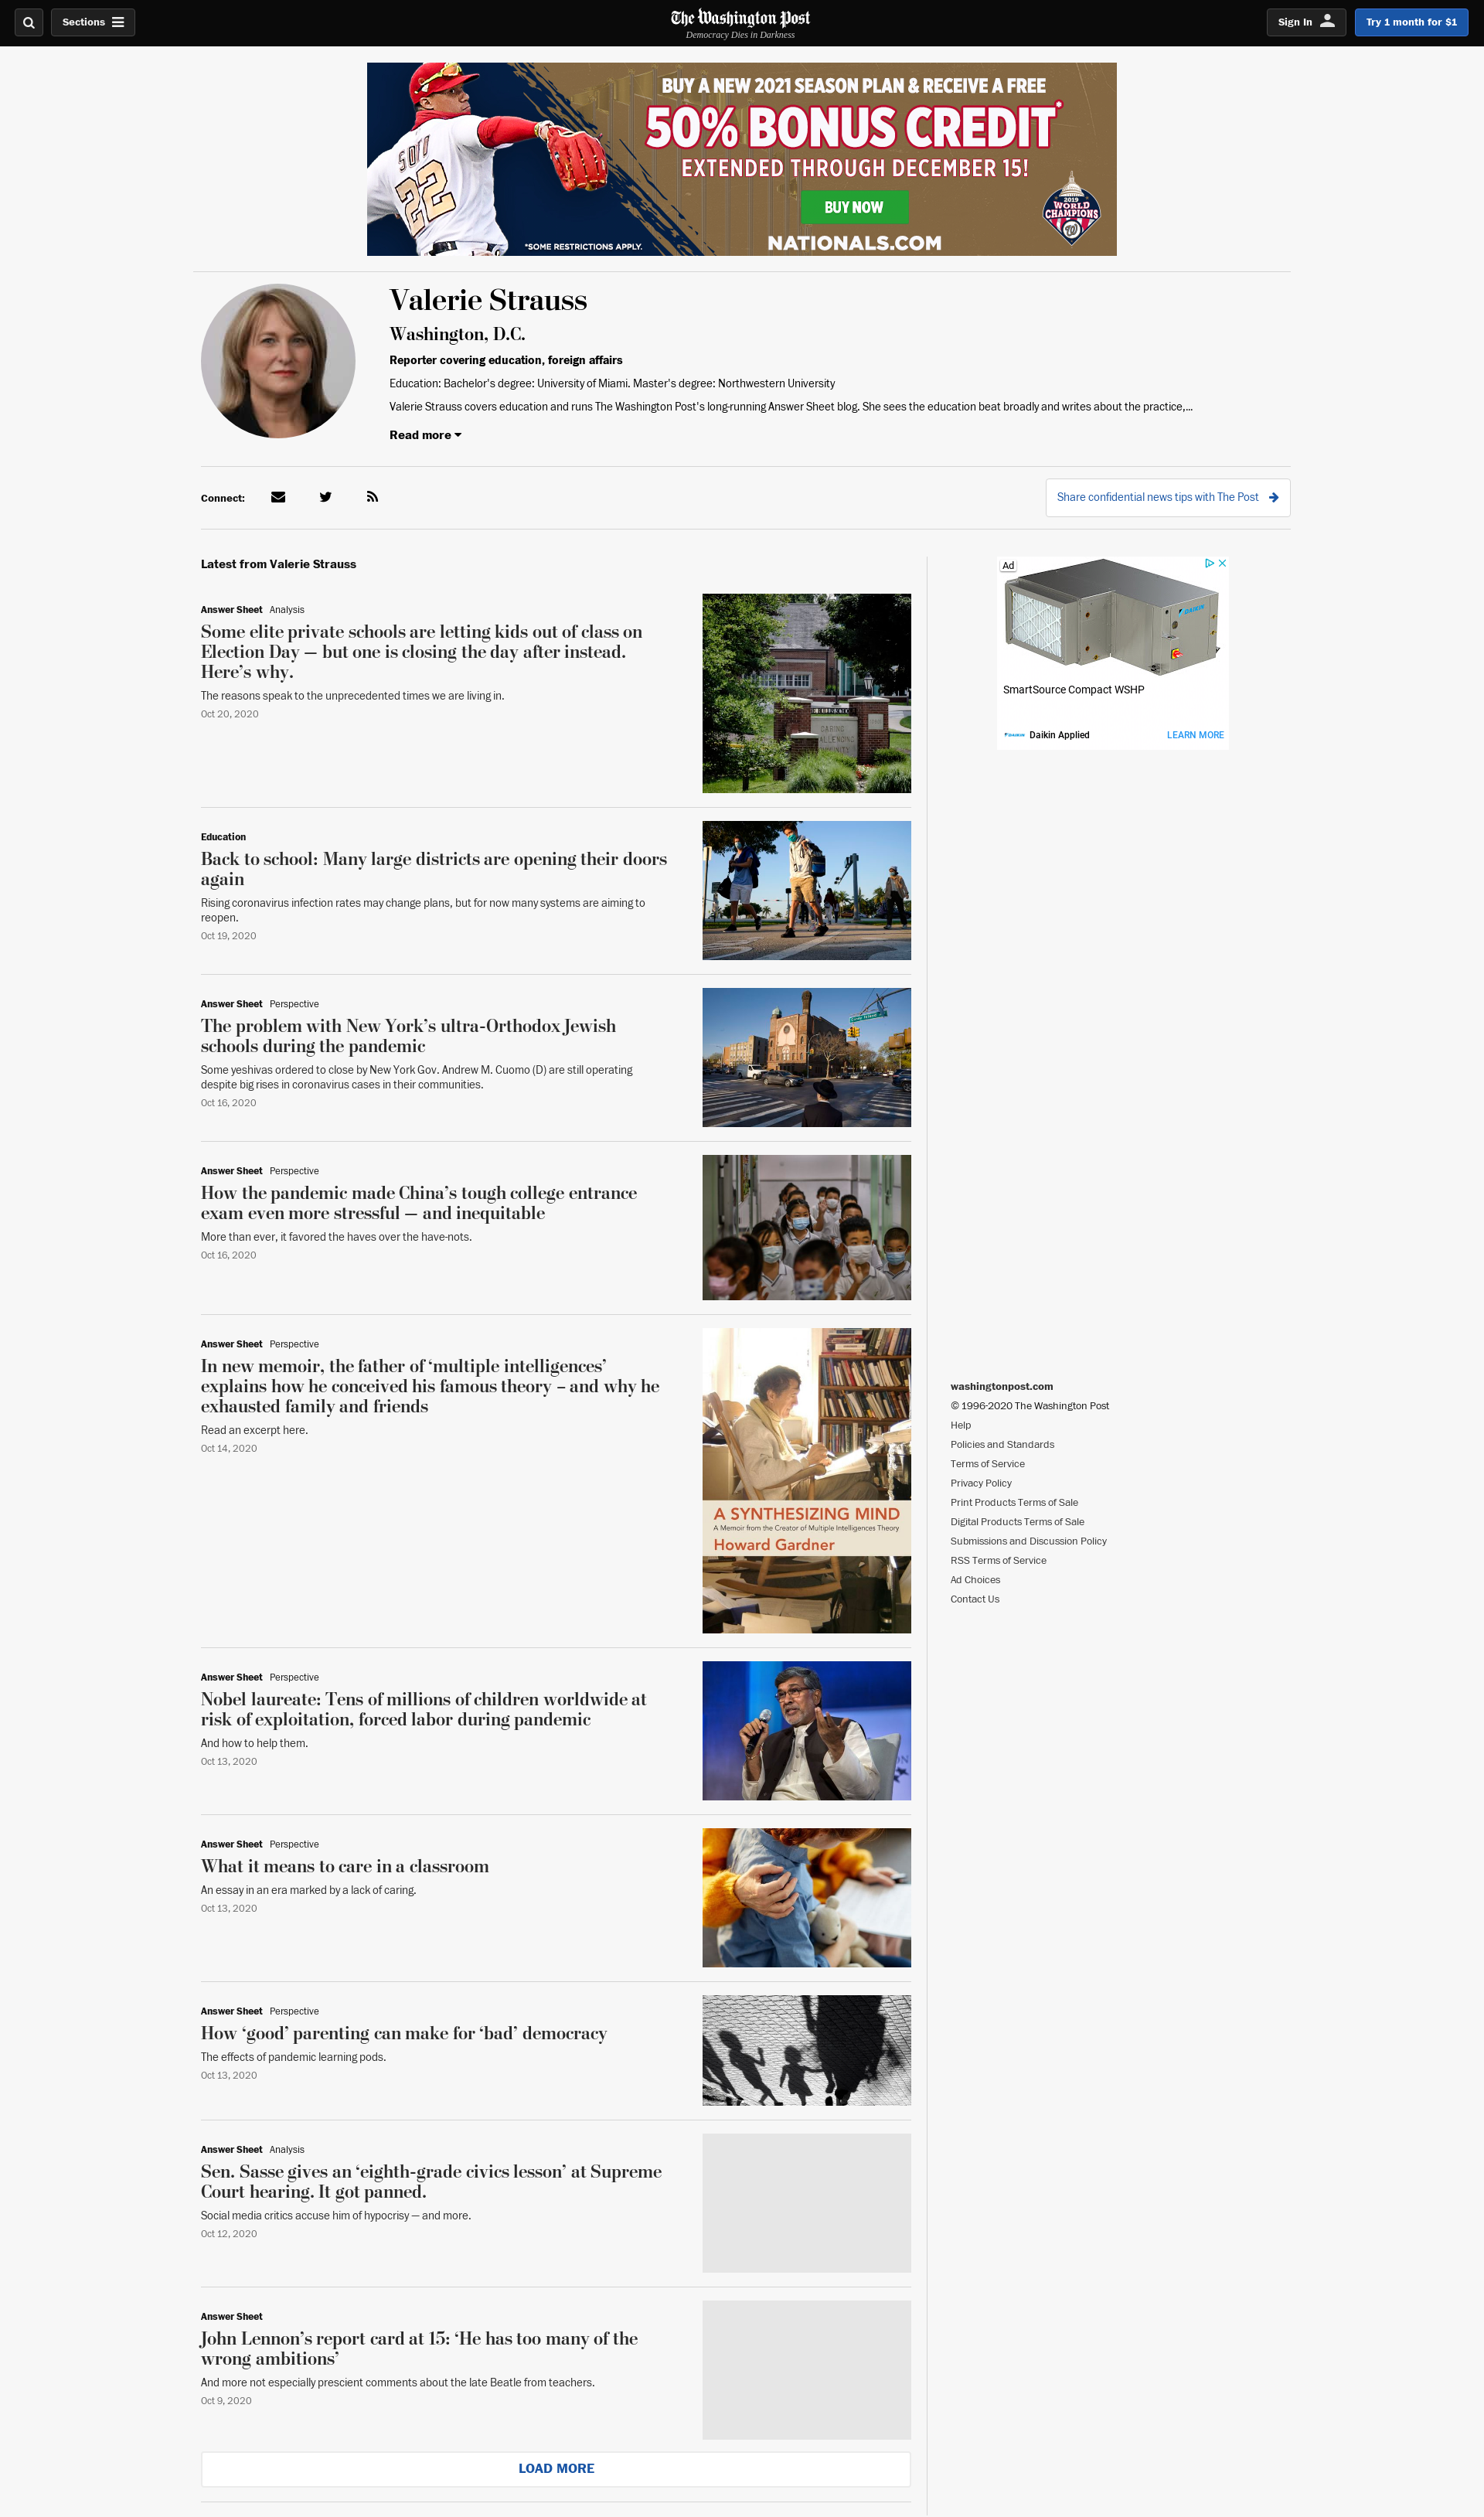 Sections
The Washington Post
Democracy Dies in Darkness
Sign In
Try 1 month for $1
BUY A NEW 2021 SEASON PLAN & RECEIVE A FREE
50% BONUS CREDIT*
EXTENDED THROUGH DECEMBER 15!
BUY NOW
*SOME RESTRICTIONS APPLY.
NATIONALS.COM
SOTO
22
2019
WORLD
CHAMPIONS
W
Valerie Strauss
Washington, D.C.
Reporter covering education, foreign affairs
Education: Bachelor's degree: University of Miami. Master's degree: Northwestern University
Valerie Strauss covers education and runs The Washington Post's long-running Answer Sheet blog. She sees the education beat broadly and writes about the practice,...
Read more
Connect:
Share confidential news tips with The Post
Latest from Valerie Strauss
Answer Sheet Analysis
Some elite private schools are letting kids out of class on
Election Day — but one is closing the day after instead.
Here’s why.
The reasons speak to the unprecedented times we are living in.
Oct 20, 2020
Education
Back to school: Many large districts are opening their doors
again
Rising coronavirus infection rates may change plans, but for now many systems are aiming to
reopen.
Oct 19, 2020
Answer Sheet Perspective
The problem with New York’s ultra-Orthodox Jewish
schools during the pandemic
Some yeshivas ordered to close by New York Gov. Andrew M. Cuomo (D) are still operating
despite big rises in coronavirus cases in their communities.
Oct 16, 2020
Answer Sheet Perspective
How the pandemic made China’s tough college entrance
exam even more stressful — and inequitable
More than ever, it favored the haves over the have-nots.
Oct 16, 2020
Answer Sheet Perspective
In new memoir, the father of ‘multiple intelligences’
explains how he conceived his famous theory – and why he
exhausted family and friends
Read an excerpt here.
Oct 14, 2020
A SYNTHESIZING MIND
A Memoir from the Creator of Multiple Intelligences Theory
Howard Gardner
Answer Sheet Perspective
Nobel laureate: Tens of millions of children worldwide at
risk of exploitation, forced labor during pandemic
And how to help them.
Oct 13, 2020
Answer Sheet Perspective
What it means to care in a classroom
An essay in an era marked by a lack of caring.
Oct 13, 2020
Answer Sheet Perspective
How ‘good’ parenting can make for ‘bad’ democracy
The effects of pandemic learning pods.
Oct 13, 2020
Answer Sheet Analysis
Sen. Sasse gives an ‘eighth-grade civics lesson’ at Supreme
Court hearing. It got panned.
Social media critics accuse him of hypocrisy — and more.
Oct 12, 2020
Answer Sheet
John Lennon’s report card at 15: ‘He has too many of the
wrong ambitions’
And more not especially prescient comments about the late Beatle from teachers.
Oct 9, 2020
LOAD MORE
Ad
DAIKIN
SmartSource Compact WSHP
DAIKIN Daikin Applied
LEARN MORE
washingtonpost.com
© 1996-2020 The Washington Post
Help
Policies and Standards
Terms of Service
Privacy Policy
Print Products Terms of Sale
Digital Products Terms of Sale
Submissions and Discussion Policy
RSS Terms of Service
Ad Choices
Contact Us